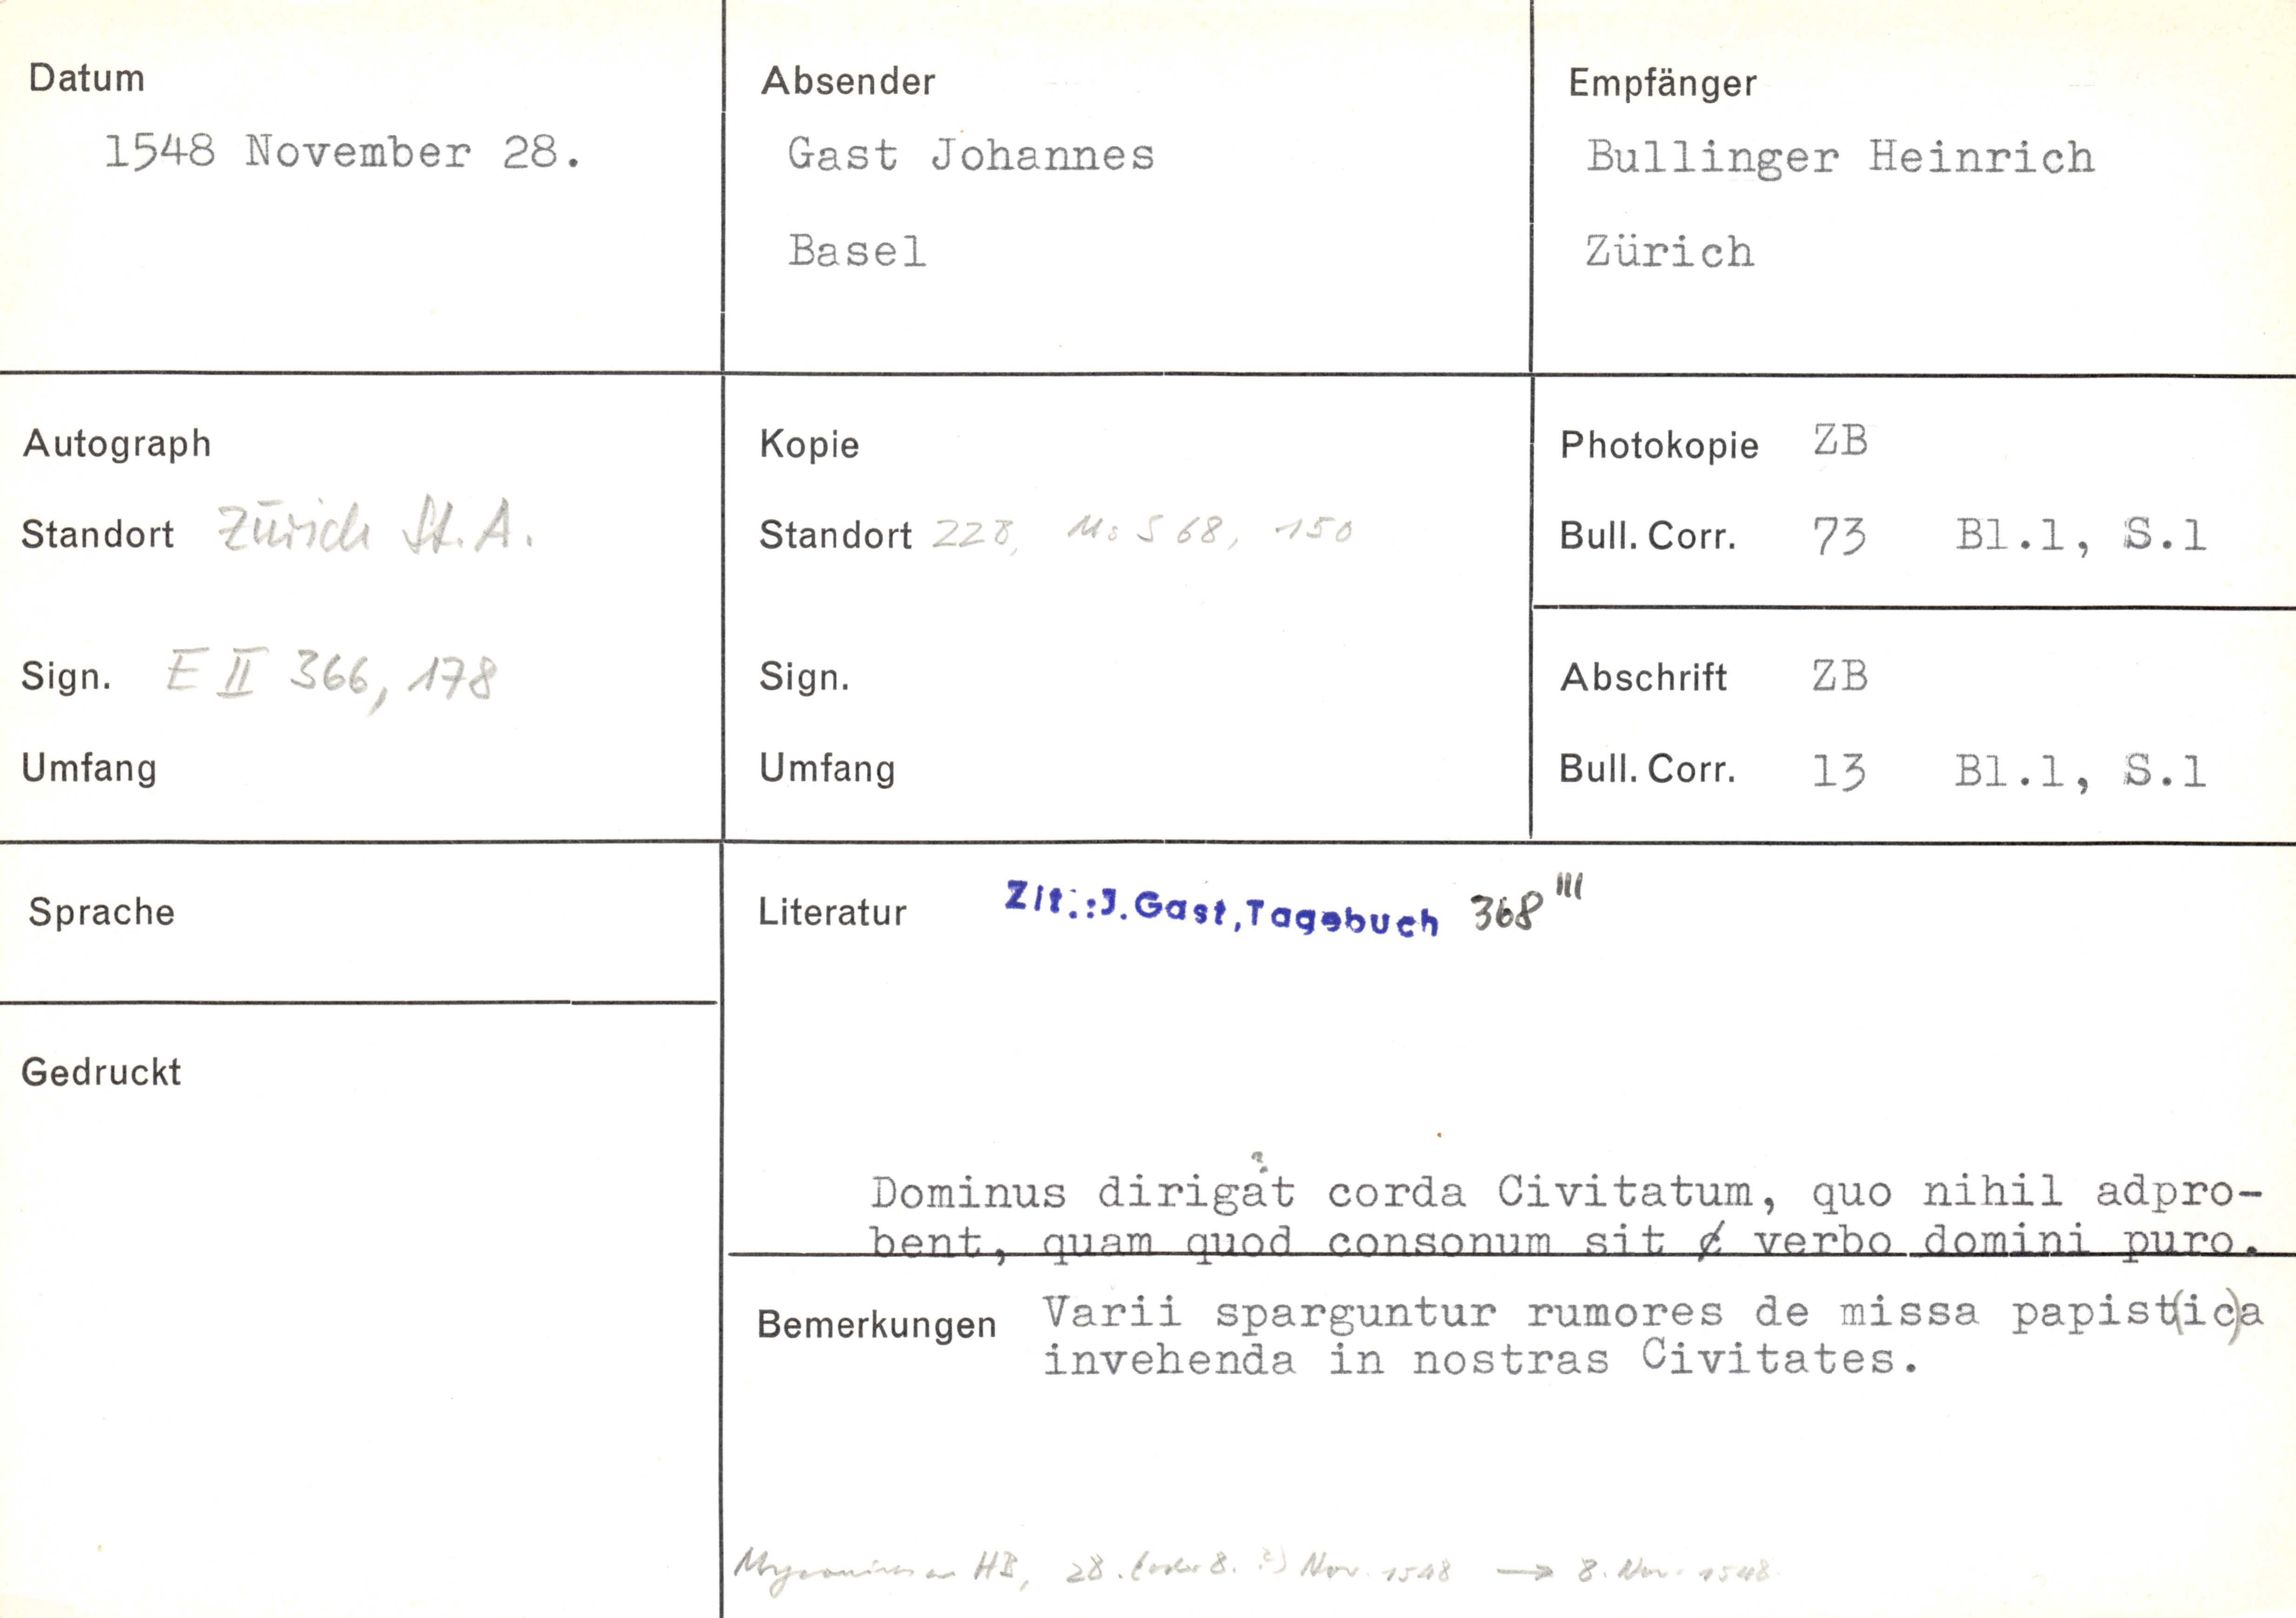 Datum
1548 November 28.
Absender
Gast Johannes
Basel
Empfänger
Bullinger Heinrich
Zürich
Autograph
Standort Zürich St.A.
Sign. E II 366, 178
Umfang
Kopie
Standort ZZB, Ms S 68, 150
Sign.
Umfang
Photokopie ZB
Bull. Corr. 73 Bl.1, S.1
Abschrift ZB
Bull. Corr. 13 Bl.1, S.1
Sprache
Gedruckt
Literatur Zit.:J.Gast,Tagebuch 368
Dominus dirigat corda Civitatum, quo nihil adpro-
bent, quam quod consonum sit verbo domini puro.
Bemerkungen Varii sparguntur rumores de missa papist(ic)a
invehenda in nostras Civitates.
Myconius an HB, 28. (oder 8. ?) Nov. 1548 → 8. Nov. 1548